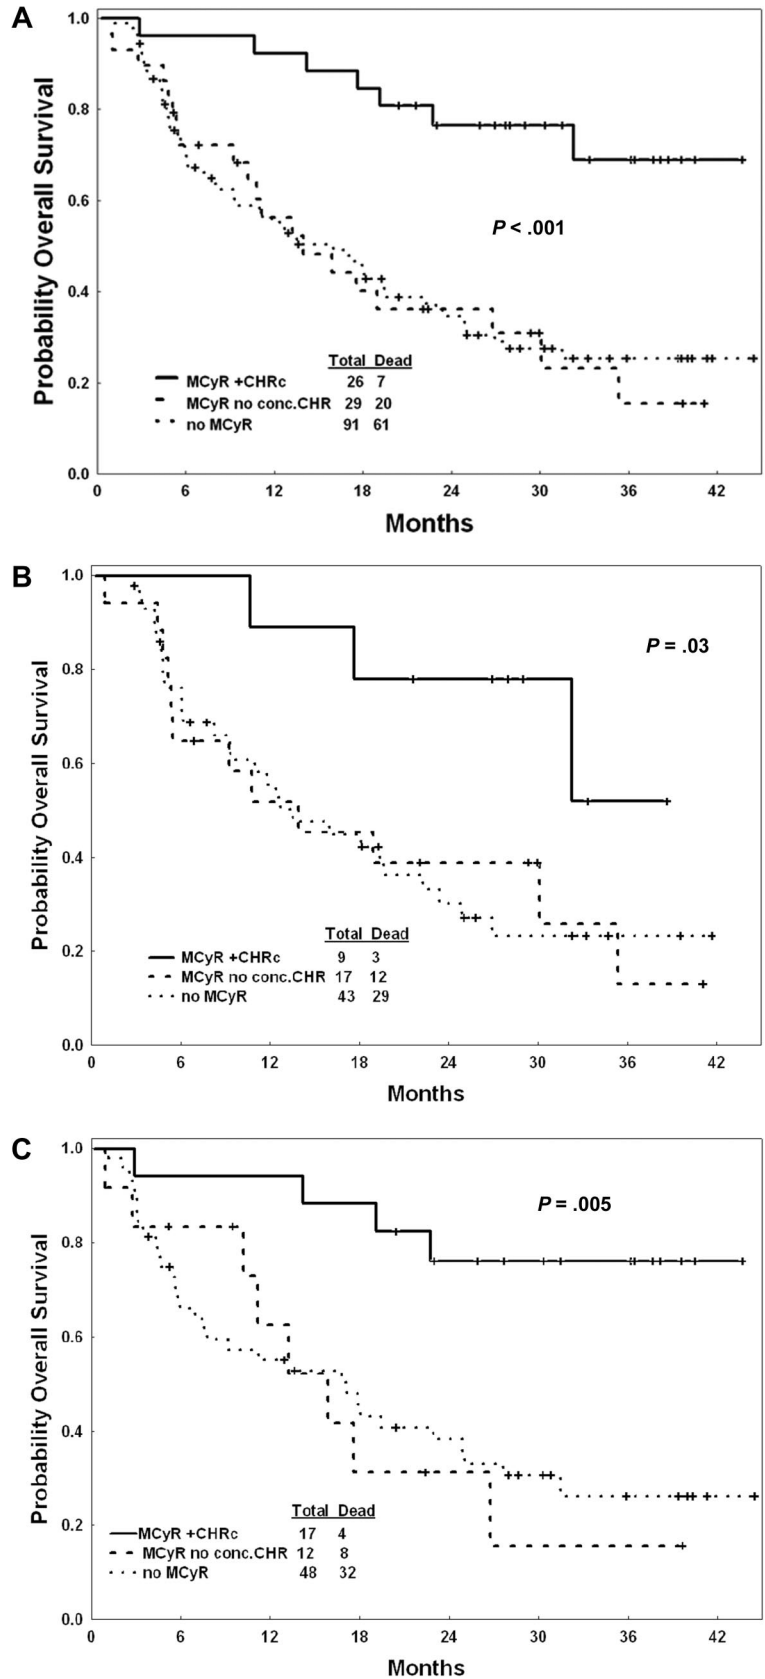 A
1.0
0.8
0.6
0.4
0.2
0.0
Probability Overall Survival
P < .001
Total Dead
MCyR +CHRc 26 7
MCyR no conc.CHR 29 20
no MCyR 91 61
0 6 12 18 24 30 36 42
Months
B
1.0
0.8
0.6
0.4
0.2
0.0
Probability Overall Survival
P = .03
Total Dead
MCyR +CHRc 9 3
MCyR no conc.CHR 17 12
no MCyR 43 29
0 6 12 18 24 30 36 42
Months
C
1.0
0.8
0.6
0.4
0.2
0.0
Probability Overall Survival
P = .005
Total Dead
MCyR +CHRc 17 4
MCyR no conc.CHR 12 8
no MCyR 48 32
0 6 12 18 24 30 36 42
Months